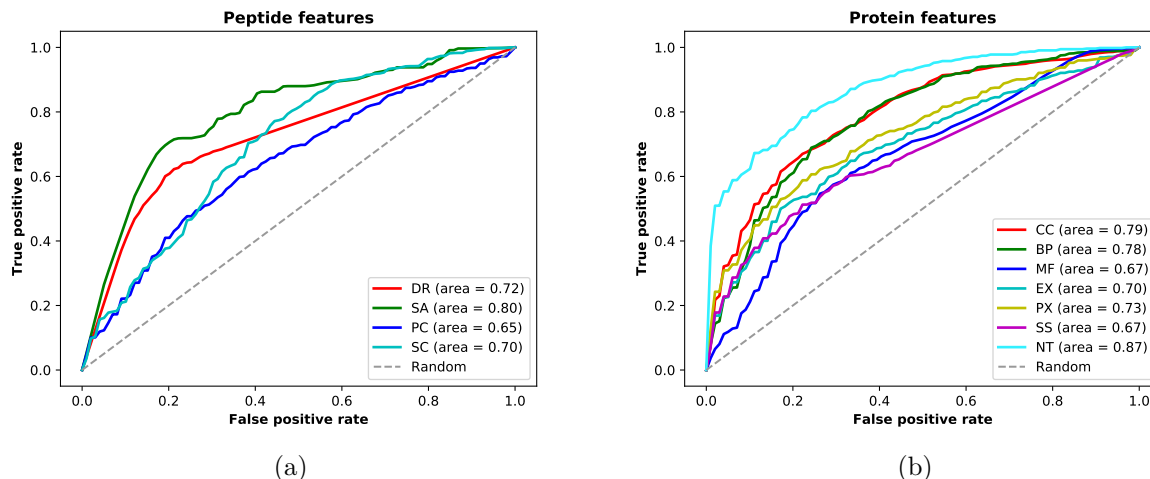 Peptide features
1.0
0.8
0.6
0.4
0.2
0.0
True positive rate
0.0 0.2 0.4 0.6 0.8 1.0
False positive rate
DR (area = 0.72)
SA (area = 0.80)
PC (area = 0.65)
SC (area = 0.70)
Random
(a)
Protein features
1.0
0.8
0.6
0.4
0.2
0.0
True positive rate
0.0 0.2 0.4 0.6 0.8 1.0
False positive rate
CC (area = 0.79)
BP (area = 0.78)
MF (area = 0.67)
EX (area = 0.70)
PX (area = 0.73)
SS (area = 0.67)
NT (area = 0.87)
Random
(b)